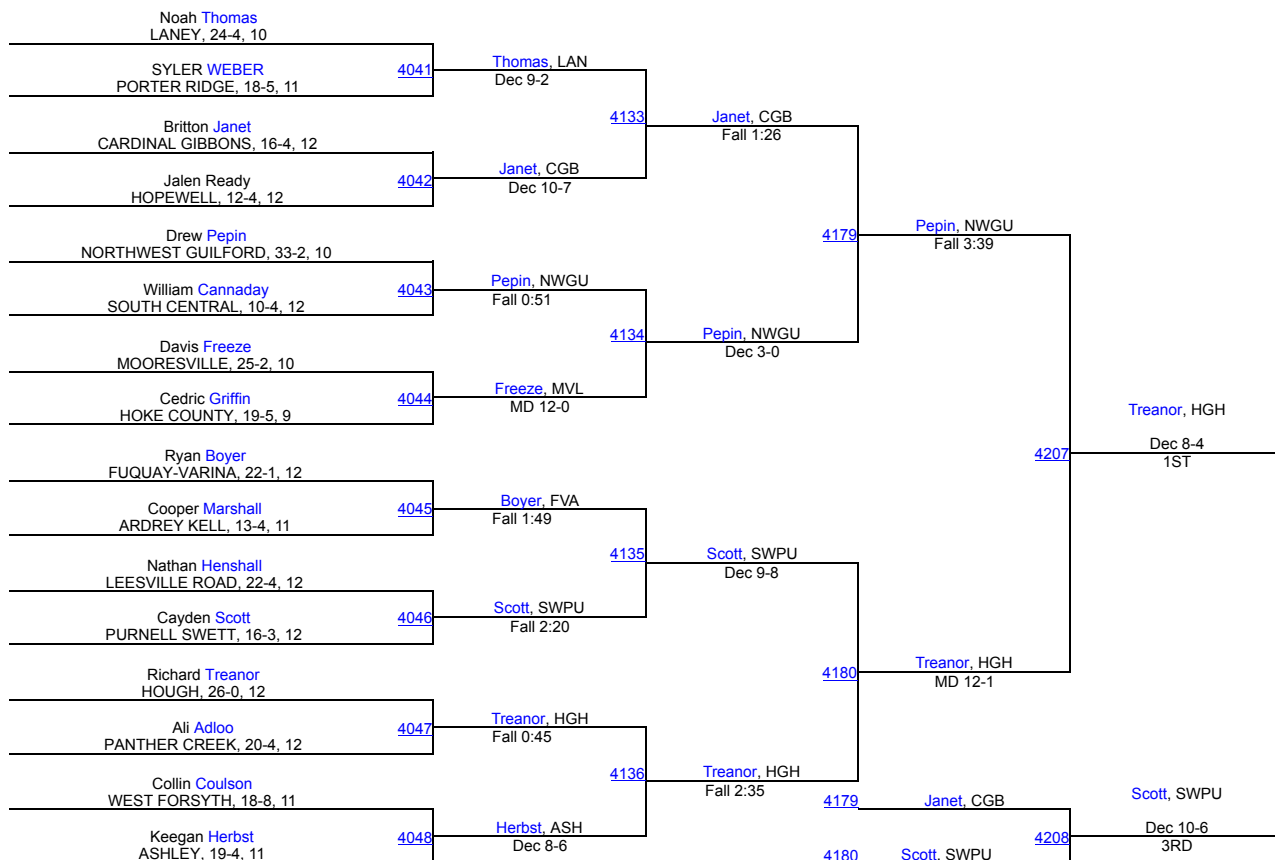 Noah Thomas
LANEY, 24-4, 10
SYLER WEBER
PORTER RIDGE, 18-5, 11
4041
Thomas, LAN
Dec 9-2
Britton Janet
CARDINAL GIBBONS, 16-4, 12
Jalen Ready
HOPEWELL, 12-4, 12
4042
Janet, CGB
Dec 10-7
4133
Janet, CGB
Fall 1:26
Drew Pepin
NORTHWEST GUILFORD, 33-2, 10
William Cannaday
SOUTH CENTRAL, 10-4, 12
4043
Pepin, NWGU
Fall 0:51
Davis Freeze
MOORESVILLE, 25-2, 10
Cedric Griffin
HOKE COUNTY, 19-5, 9
4044
Freeze, MVL
MD 12-0
4134
Pepin, NWGU
Dec 3-0
4179
Pepin, NWGU
Fall 3:39
Ryan Boyer
FUQUAY-VARINA, 22-1, 12
Cooper Marshall
ARDREY KELL, 13-4, 11
4045
Boyer, FVA
Fall 1:49
Nathan Henshall
LEESVILLE ROAD, 22-4, 12
Cayden Scott
PURNELL SWETT, 16-3, 12
4046
Scott, SWPU
Fall 2:20
4135
Scott, SWPU
Dec 9-8
Richard Treanor
HOUGH, 26-0, 12
Ali Adloo
PANTHER CREEK, 20-4, 12
4047
Treanor, HGH
Fall 0:45
Collin Coulson
WEST FORSYTH, 18-8, 11
Keegan Herbst
ASHLEY, 19-4, 11
4048
Herbst, ASH
Dec 8-6
4136
Treanor, HGH
Fall 2:35
4180
Treanor, HGH
MD 12-1
4207
Treanor, HGH
Dec 8-4
1ST
4179
Janet, CGB
4180
Scott, SWPU
4208
Scott, SWPU
Dec 10-6
3RD